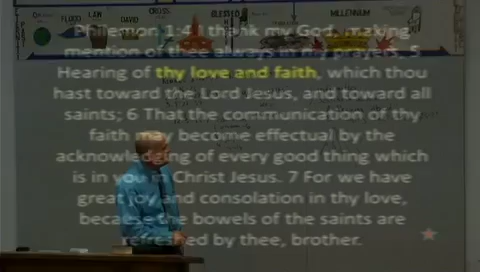 FLOOD
LAW
DAVID
CROSS
BLESSED
MILLENNIUM
Philemon 1:4 I thank my God, making
mention of thee always in my prayers, 5
Hearing of thy love and faith, which thou
hast toward the Lord Jesus, and toward all
saints; 6 That the communication of thy
faith may become effectual by the
acknowledging of every good thing which
is in you in Christ Jesus. 7 For we have
great joy and consolation in thy love,
because the bowels of the saints are
refreshed by thee, brother.